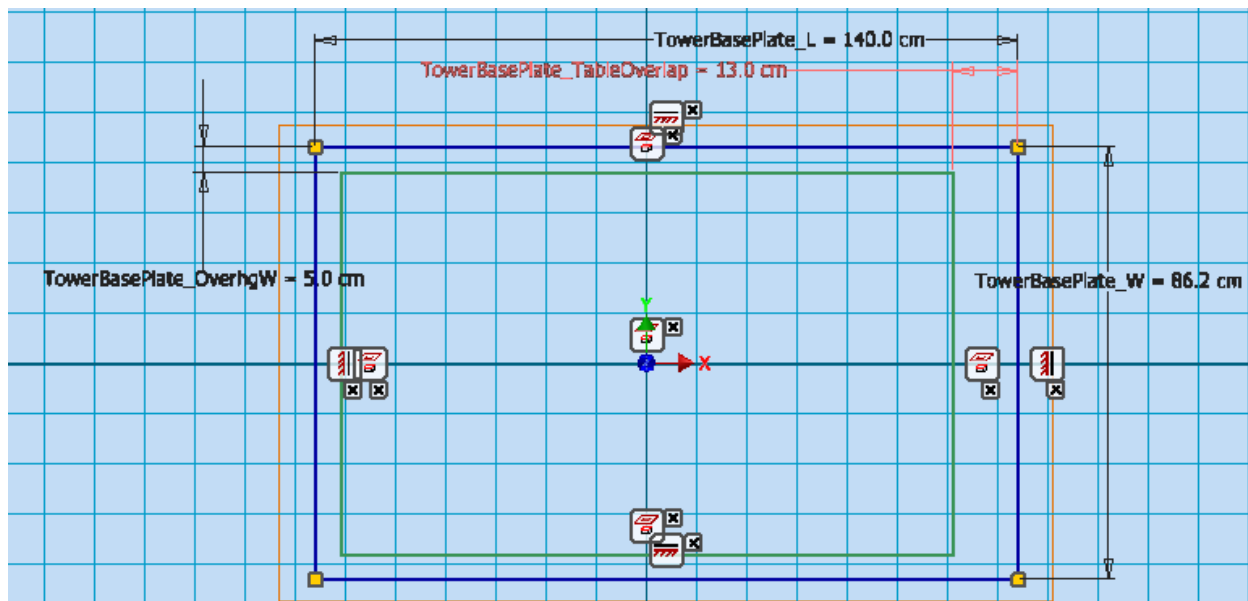 TowerBasePlate_L = 140.0 cm
TowerBasePlate_TableOverlap = 13.0 cm
TowerBasePlate_OverhgW = 5.0 cm
TowerBasePlate_W = 86.2 cm
Y
X